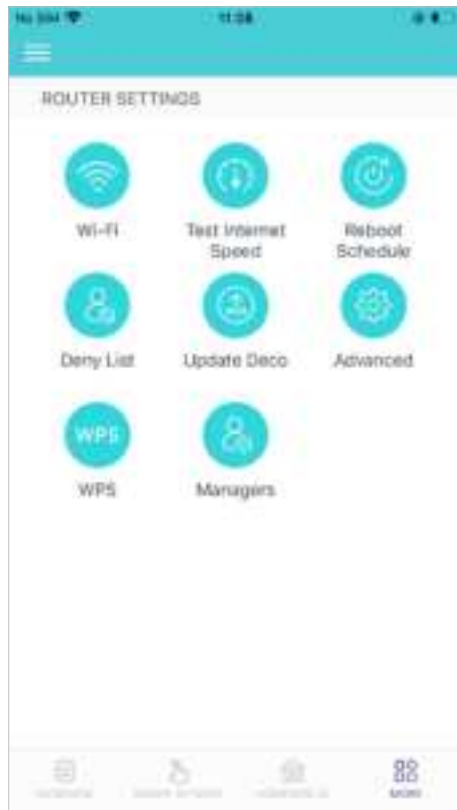 No SIM 11:08
ROUTER SETTINGS
Wi-Fi
Test Internet
Speed
Reboot
Schedule
Deny List
Update Deco
Advanced
WPS
WPS
Managers
MORE